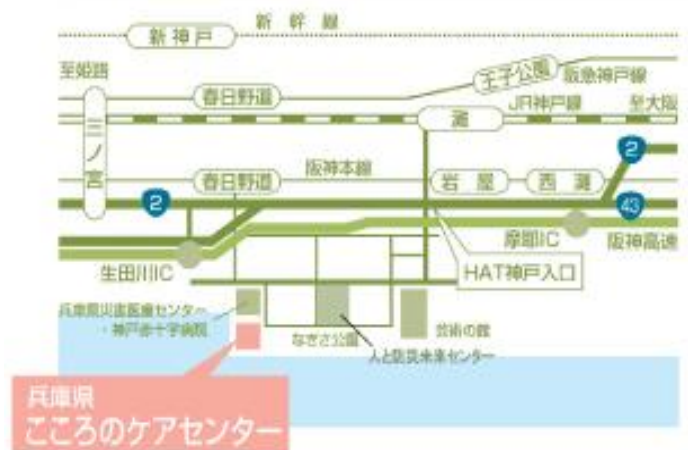 新幹線
新神戸
至姫路
王子公園
阪急神戸線
春日野道
JR神戸線
至大阪
灘
三ノ宮
2
阪神本線
春日野道
岩屋
西灘
2
43
摩耶IC
阪神高速
生田川IC
HAT神戸入口
兵庫県災害医療センター
・神戸赤十字病院
なぎさ公園
芸術の館
人と防災未来センター
兵庫県
こころのケアセンター